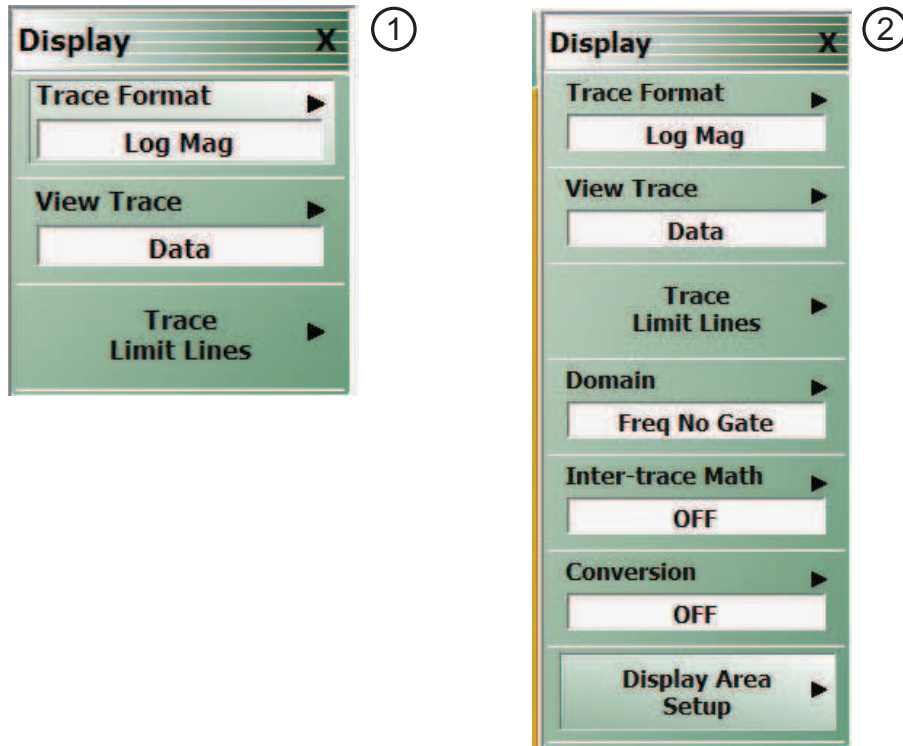 Display X
1
Trace Format
Log Mag
View Trace
Data
Trace
Limit Lines
Display X
2
Trace Format
Log Mag
View Trace
Data
Trace
Limit Lines
Domain
Freq No Gate
Inter-trace Math
OFF
Conversion
OFF
Display Area
Setup